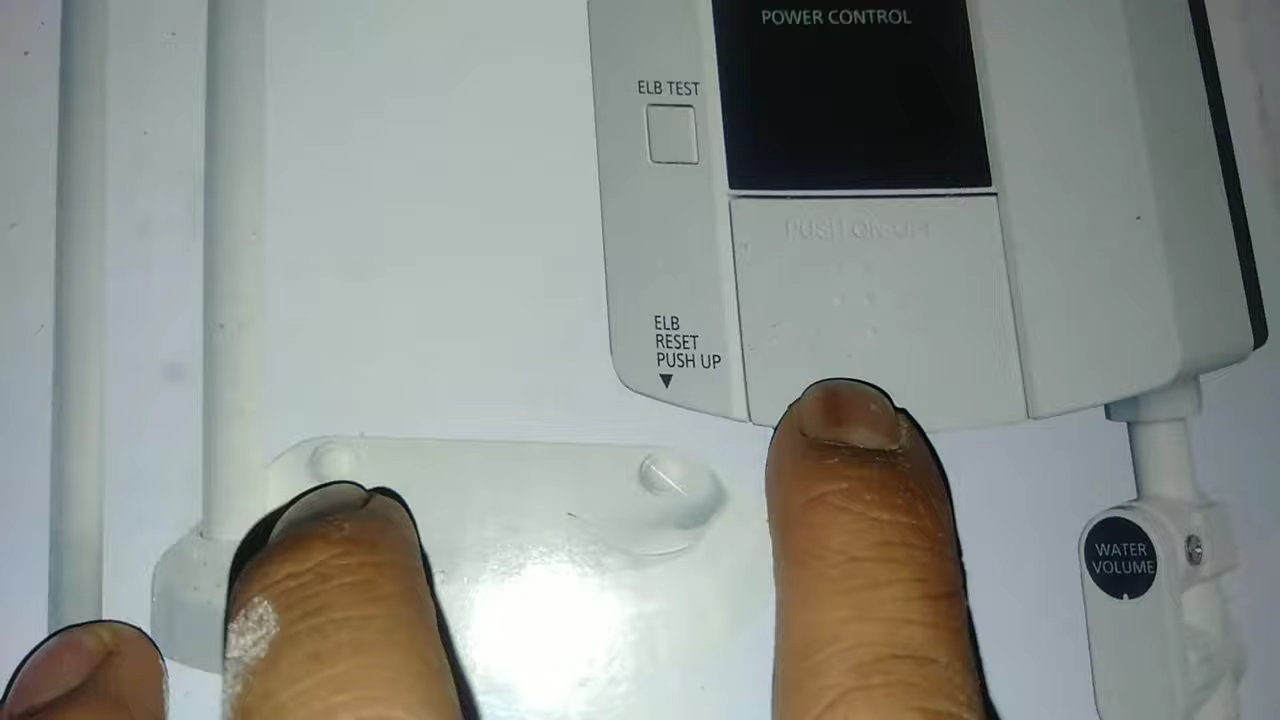 POWER CONTROL
ELB TEST
PUSH ON·OFF
ELB
RESET
PUSH UP
WATER
VOLUME